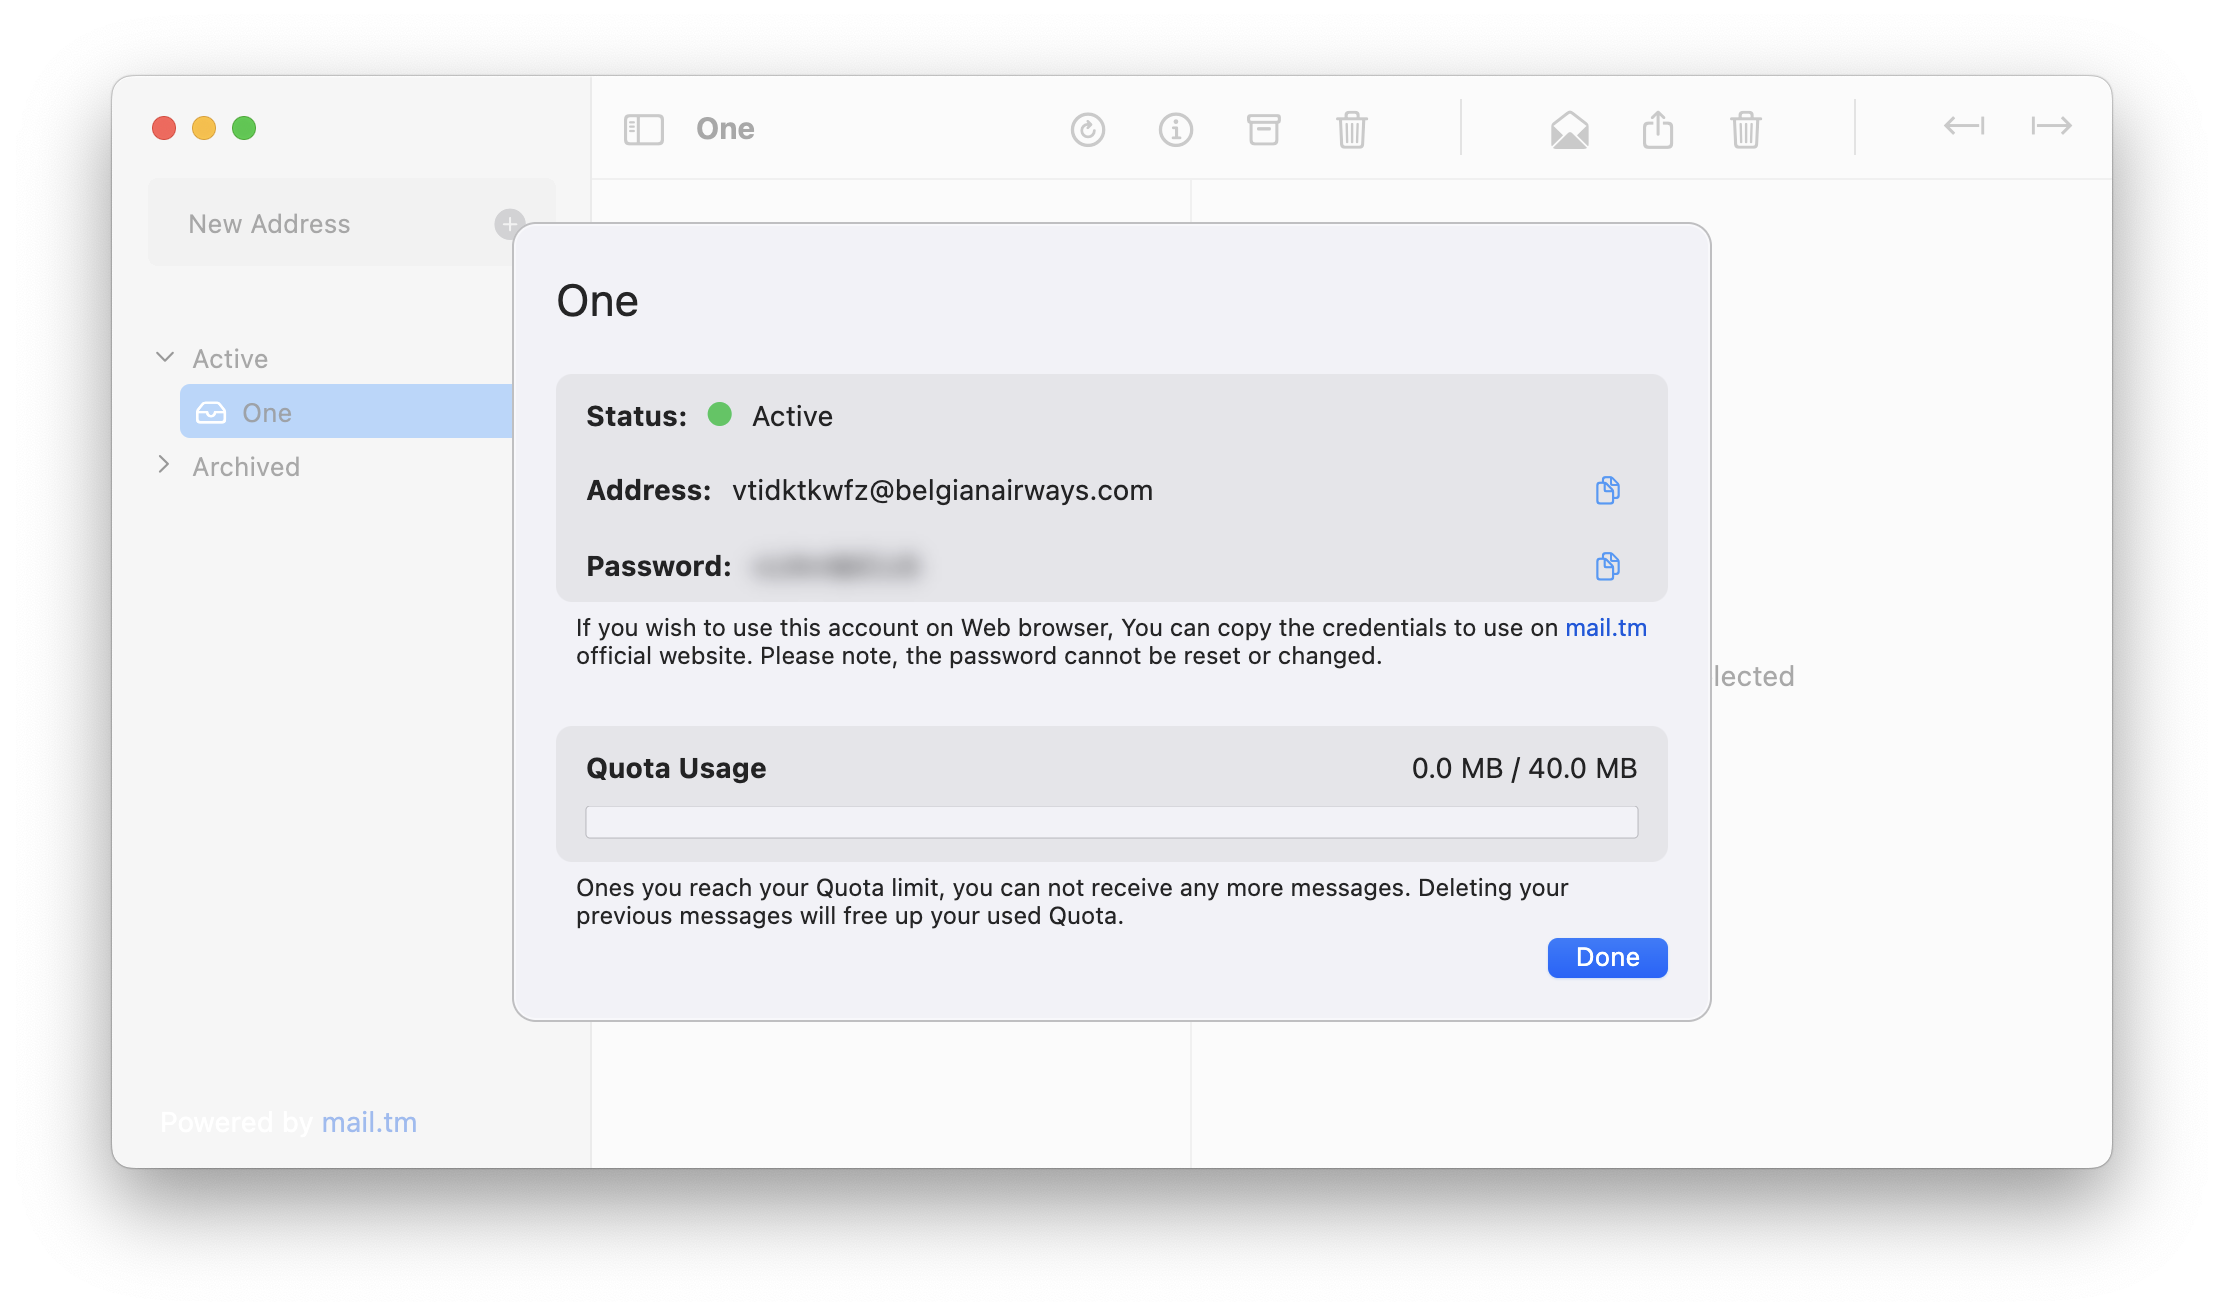 One
New Address
Active
One
Archived
Powered by mail.tm
One
Status: Active
Address: vtidktkwfz@belgianairways.com
Password:
If you wish to use this account on Web browser, You can copy the credentials to use on mail.tm
official website. Please note, the password cannot be reset or changed.
Quota Usage 0.0 MB / 40.0 MB
Ones you reach your Quota limit, you can not receive any more messages. Deleting your
previous messages will free up your used Quota.
Done
lected